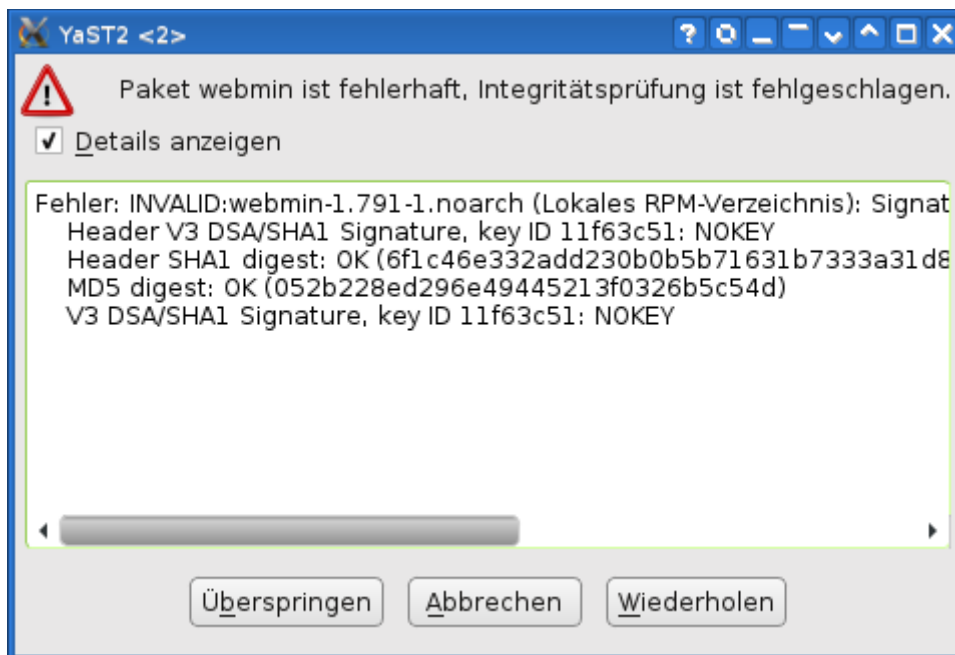 YaST2 <2>
Paket webmin ist fehlerhaft, Integritätsprüfung ist fehlgeschlagen.
Details anzeigen
Fehler: INVALID:webmin-1.791-1.noarch (Lokales RPM-Verzeichnis): Signat
Header V3 DSA/SHA1 Signature, key ID 11f63c51: NOKEY
Header SHA1 digest: OK (6f1c46e332add230b0b5b71631b7333a31d8
MD5 digest: OK (052b228ed296e49445213f0326b5c54d)
V3 DSA/SHA1 Signature, key ID 11f63c51: NOKEY
Überspringen Abbrechen Wiederholen